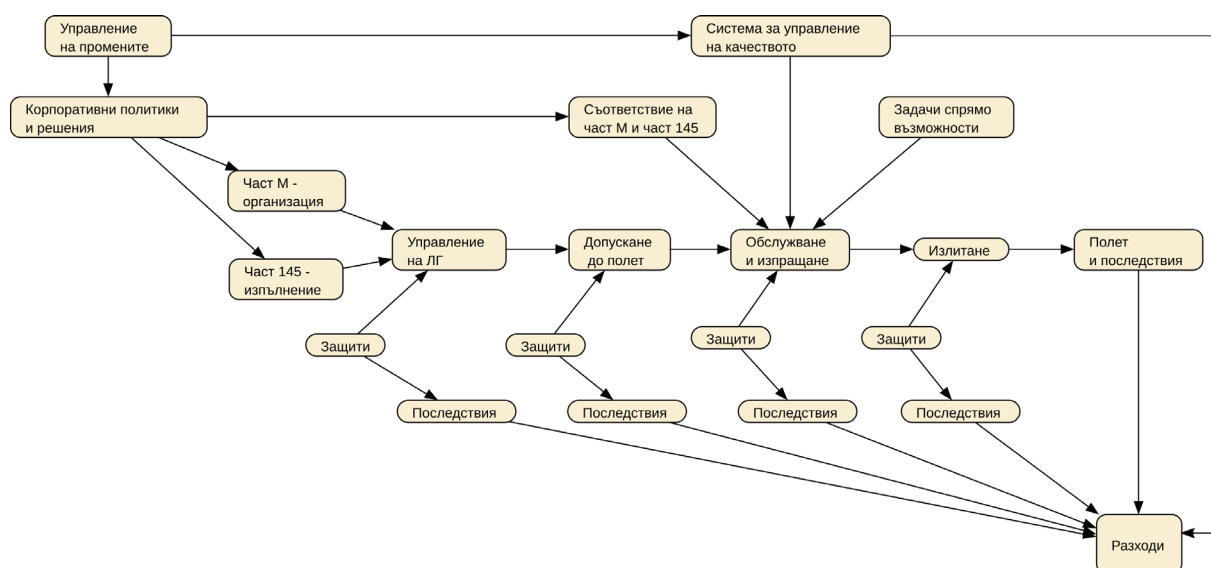 Управление
на промените
Система за управление
на качеството
Корпоративни политики
и решения
Съответствие на
част М и част 145
Задачи спрямо
възможности
Част М -
организация
Част 145 -
изпълнение
Управление
на ЛГ
Допускане
до полет
Обслужване
и изпращане
Излитане
Полет
и последствия
Защити
Защити
Защити
Защити
Последствия
Последствия
Последствия
Последствия
Разходи